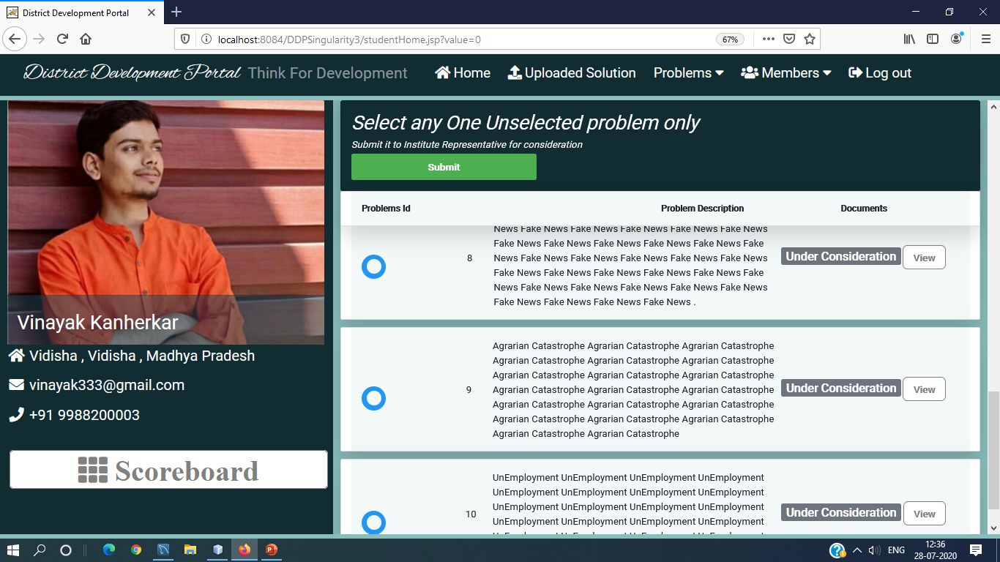 District Development Portal
localhost:8084/DDPSingularity3/studentHome.jsp?value=0
67%
District Development Portal Think For Development Home Uploaded Solution Problems Members Log out
Vinayak Kanherkar
Vidisha , Vidisha , Madhya Pradesh
vinayak333@gmail.com
+91 9988200003
Scoreboard
Select any One Unselected problem only
Submit it to Institute Representative for consideration
Submit
Problems Id Problem Description Documents
News Fake News Fake News Fake News Fake News Fake News
Fake News Fake News Fake News Fake News Fake News Fake
8 News Fake News Fake News Fake News Fake News Fake News Under Consideration View
Fake News Fake News Fake News Fake News Fake News Fake
News Fake News Fake News Fake News Fake News Fake News
Fake News Fake News Fake News Fake News .
Agrarian Catastrophe Agrarian Catastrophe Agrarian Catastrophe
Agrarian Catastrophe Agrarian Catastrophe Agrarian Catastrophe
Agrarian Catastrophe Agrarian Catastrophe Agrarian Catastrophe
9 Agrarian Catastrophe Agrarian Catastrophe Agrarian Catastrophe Under Consideration View
Agrarian Catastrophe Agrarian Catastrophe Agrarian Catastrophe
Agrarian Catastrophe Agrarian Catastrophe Agrarian Catastrophe
Agrarian Catastrophe Agrarian Catastrophe
UnEmployment UnEmployment UnEmployment UnEmployment
UnEmployment UnEmployment UnEmployment UnEmployment
UnEmployment UnEmployment UnEmployment UnEmployment
10 Under Consideration View
UnEmployment UnEmployment UnEmployment UnEmployment
ENG
12:36
28-07-2020